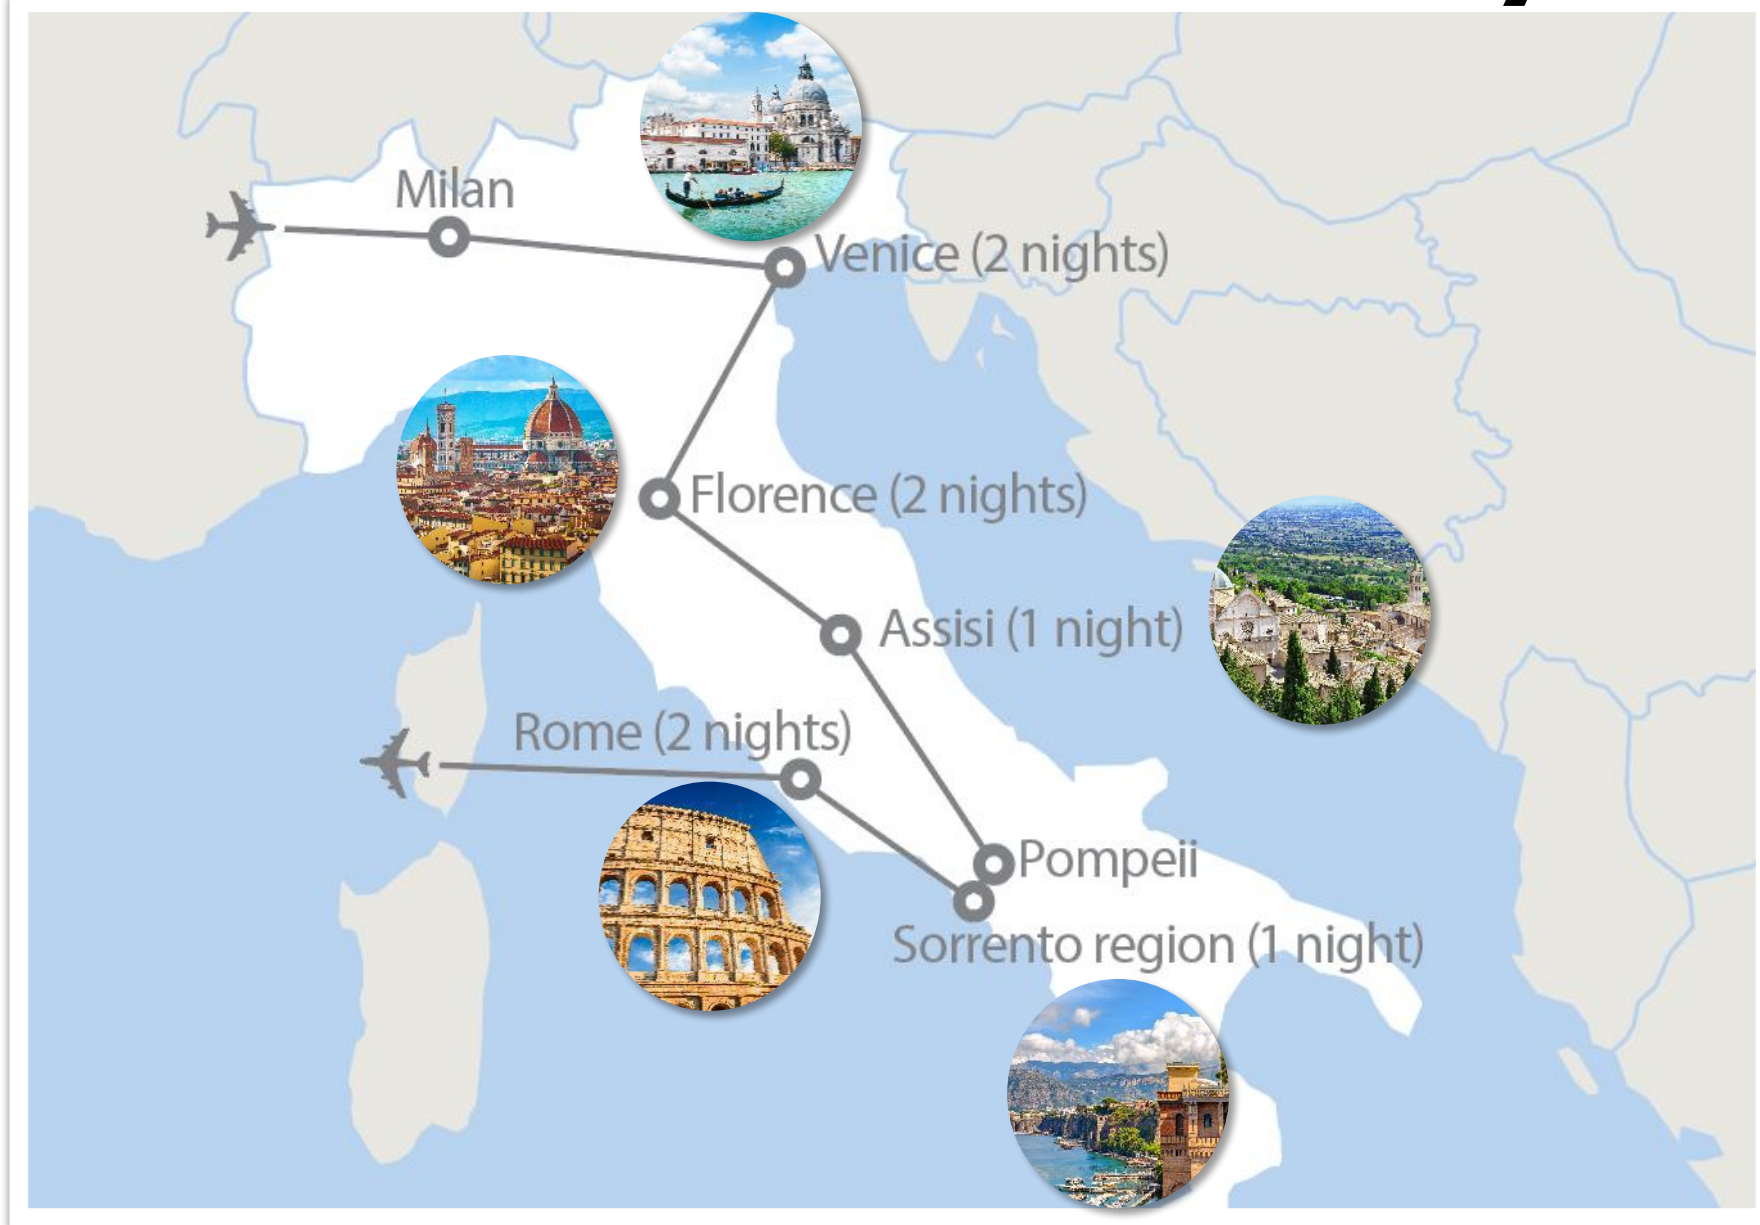 Milan
Venice (2 nights)
Florence (2 nights)
Assisi (1 night)
Rome (2 nights)
Pompeii
Sorrento region (1 night)